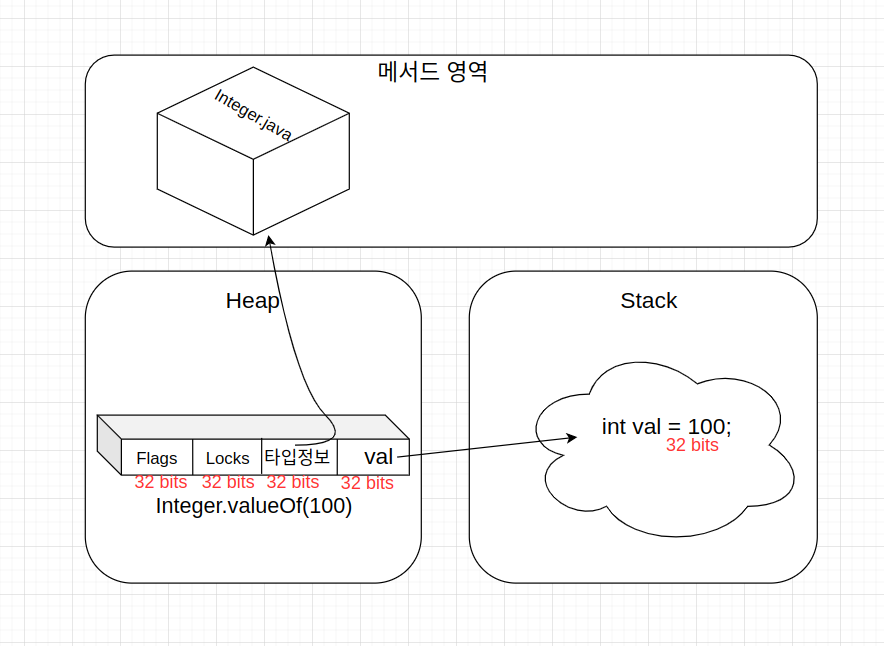 메서드 영역
Integer.java
Heap
Stack
int val = 100;
32 bits
Flags
Locks
타입정보
val
32 bits
32 bits
32 bits
32 bits
Integer.valueOf(100)